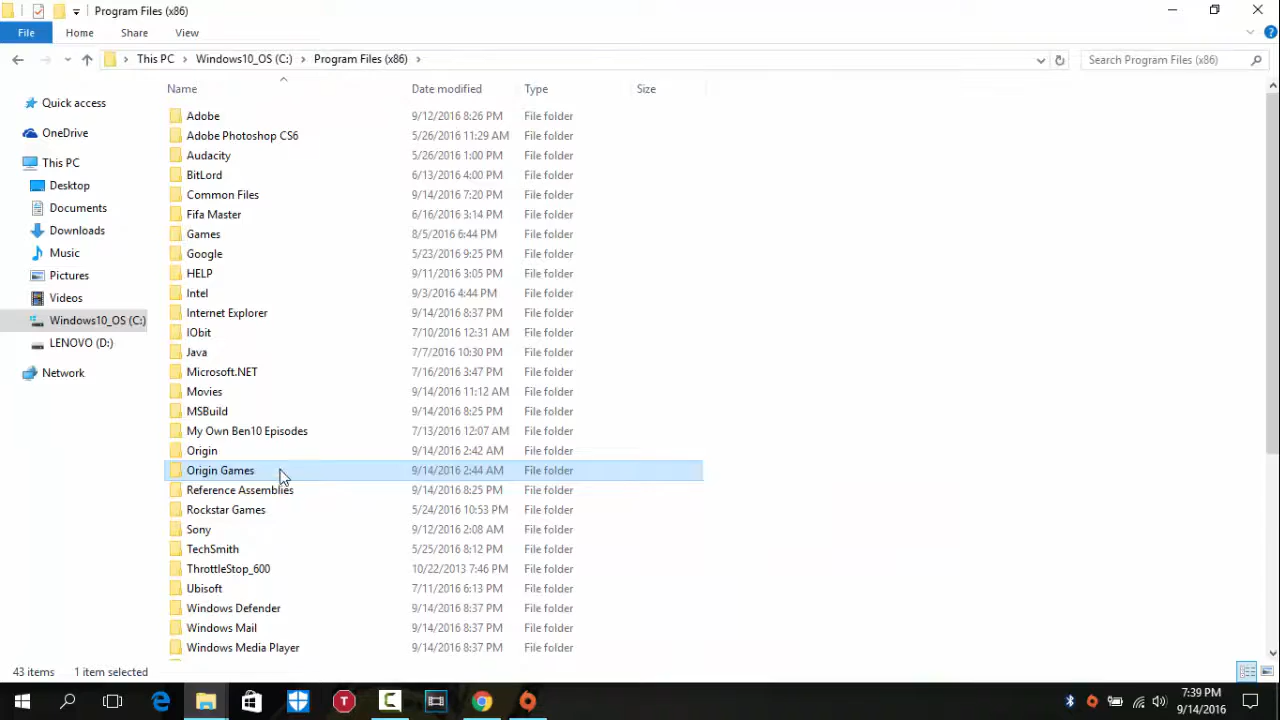 Program Files (x86)
File Home Share View
This PC Windows10_OS (C:) Program Files (x86) Search Program Files (x86)
Name Date modified Type Size
Quick access
OneDrive
This PC
Desktop
Documents
Downloads
Music
Pictures
Videos
Windows10_OS (C:)
LENOVO (D:)
Network
Adobe 9/12/2016 8:26 PM File folder
Adobe Photoshop CS6 5/26/2016 11:29 AM File folder
Audacity 5/26/2016 1:00 PM File folder
BitLord 6/13/2016 4:00 PM File folder
Common Files 9/14/2016 7:20 PM File folder
Fifa Master 6/16/2016 3:14 PM File folder
Games 8/5/2016 6:44 PM File folder
Google 5/23/2016 9:25 PM File folder
HELP 9/11/2016 3:05 PM File folder
Intel 9/3/2016 4:44 PM File folder
Internet Explorer 9/14/2016 8:37 PM File folder
IObit 7/10/2016 12:31 AM File folder
Java 7/7/2016 10:30 PM File folder
Microsoft.NET 7/16/2016 3:47 PM File folder
Movies 9/14/2016 11:12 AM File folder
MSBuild 9/14/2016 8:25 PM File folder
My Own Ben10 Episodes 7/13/2016 12:07 AM File folder
Origin 9/14/2016 2:42 AM File folder
Origin Games 9/14/2016 2:44 AM File folder
Reference Assemblies 9/14/2016 8:25 PM File folder
Rockstar Games 5/24/2016 10:53 PM File folder
Sony 9/12/2016 2:08 AM File folder
TechSmith 5/25/2016 8:12 PM File folder
ThrottleStop_600 10/22/2013 7:46 PM File folder
Ubisoft 7/11/2016 6:13 PM File folder
Windows Defender 9/14/2016 8:37 PM File folder
Windows Mail 9/14/2016 8:37 PM File folder
Windows Media Player 9/14/2016 8:37 PM File folder
43 items 1 item selected
7:39 PM
9/14/2016